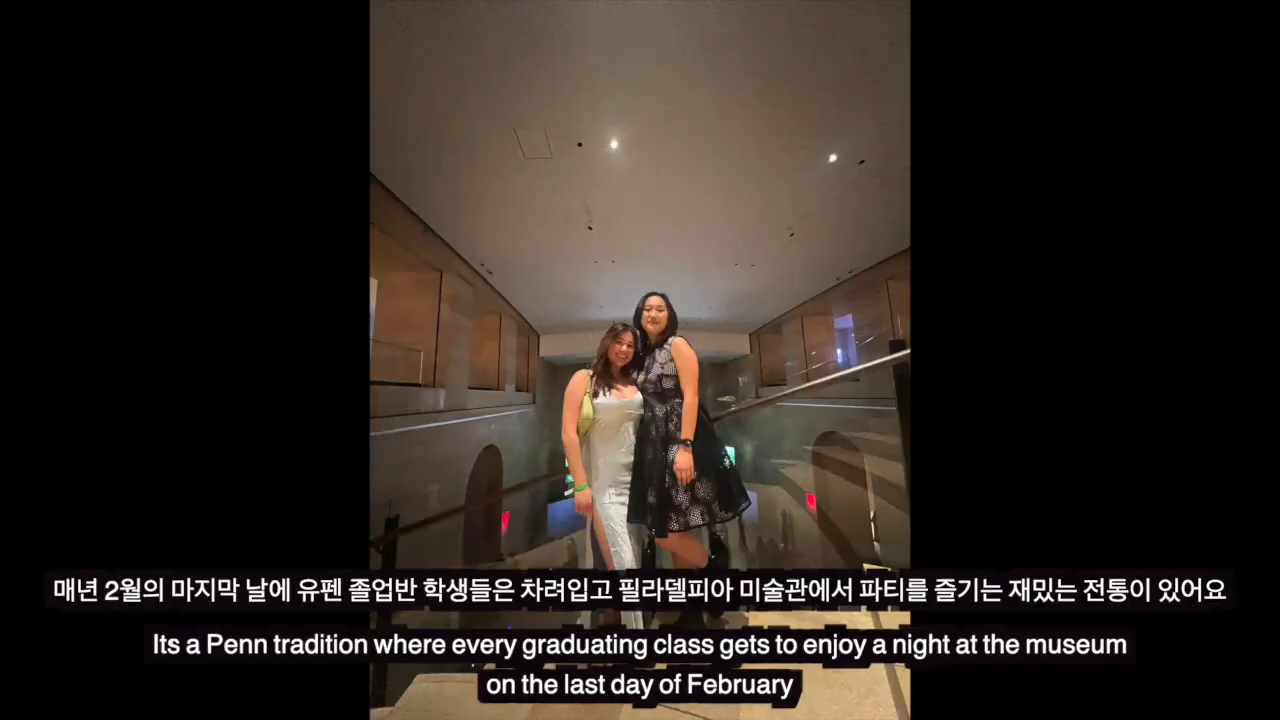 매년 2월의 마지막 날에 유펜 졸업반 학생들은 차려입고 필라델피아 미술관에서 파티를 즐기는 재밌는 전통이 있어요
Its a Penn tradition where every graduating class gets to enjoy a night at the museum
on the last day of February